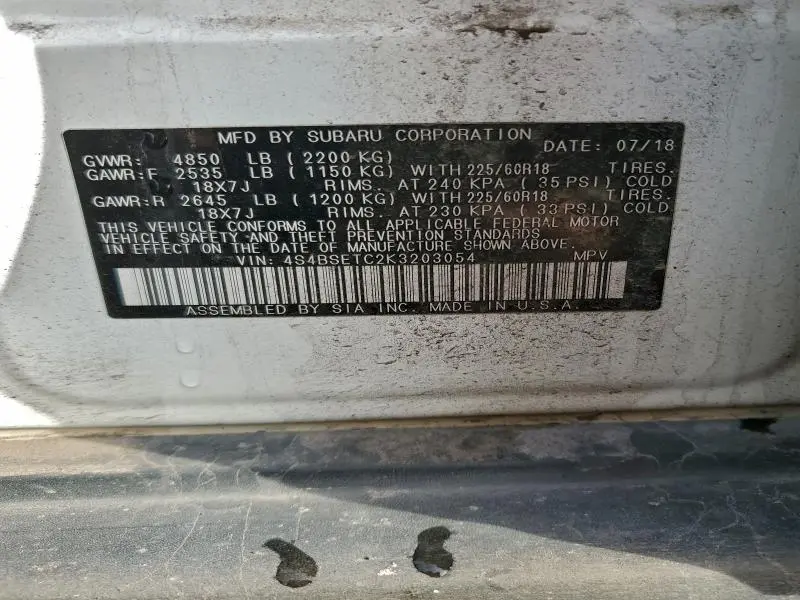 MFD BY SUBARU CORPORATION DATE: 07/18
GVWR: 4850 LB ( 2200 KG)
GAWR:F 2535 LB ( 1150 KG) WITH 225/60R18 TIRES.
18X7J RIMS. AT 240 KPA ( 35 PSI) COLD
GAWR:R 2645 LB ( 1200 KG) WITH 225/60R18 TIRES.
18X7J RIMS. AT 230 KPA ( 33 PSI) COLD
THIS VEHICLE CONFORMS TO ALL APPLICABLE FEDERAL MOTOR
VEHICLE SAFETY AND THEFT PREVENTION STANDARDS
IN EFFECT ON THE DATE OF MANUFACTURE SHOWN ABOVE.
VIN: 4S4BSETC2K3203054 MPV
ASSEMBLED BY SIA INC. MADE IN U.S.A.